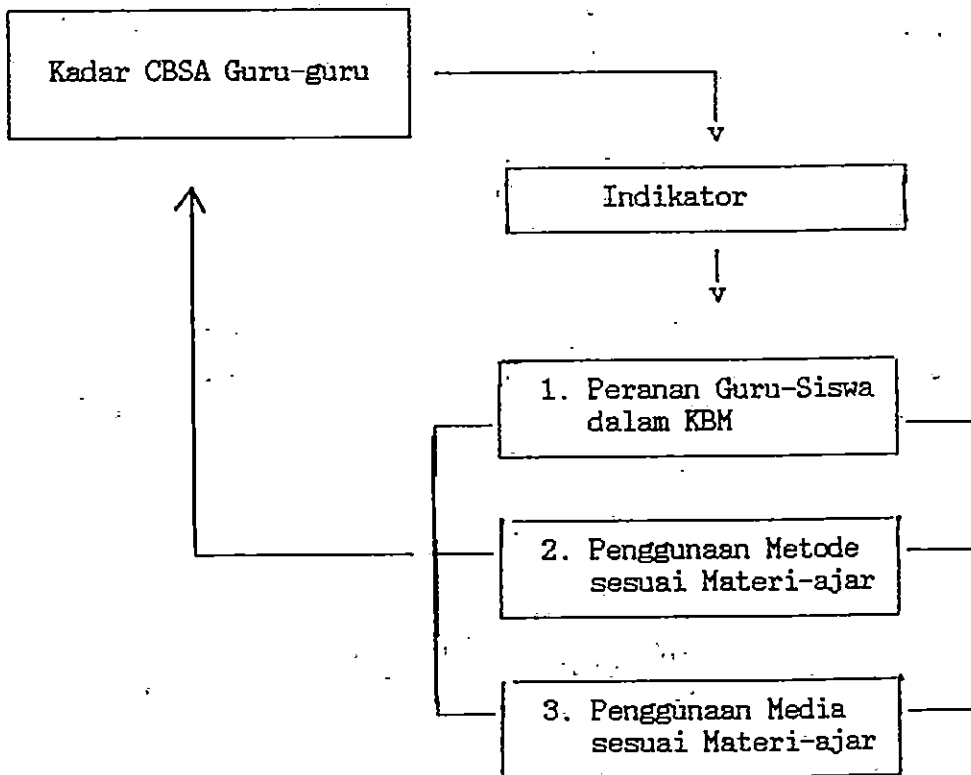 Kadar CBSA Guru-guru
v
Indikator
v
1. Peranan Guru-Siswa
dalam KBM
2. Penggunaan Metode
sesuai Materi-ajar
3. Penggunaan Media
sesuai Materi-ajar